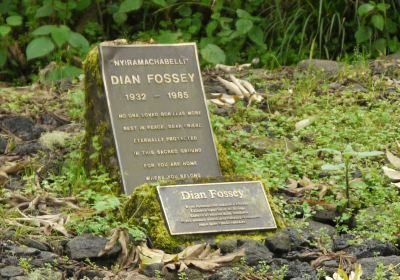 "NYIRAMACHABELLI"
DIAN FOSSEY
1932 - 1985
NO ONE LOVED GORILLAS MORE
REST IN PEACE, DEAR FRIEND
ETERNALLY PROTECTED
IN THIS SACRED GROUND
FOR YOU ARE HOME
WHERE YOU BELONG
Dian Fossey